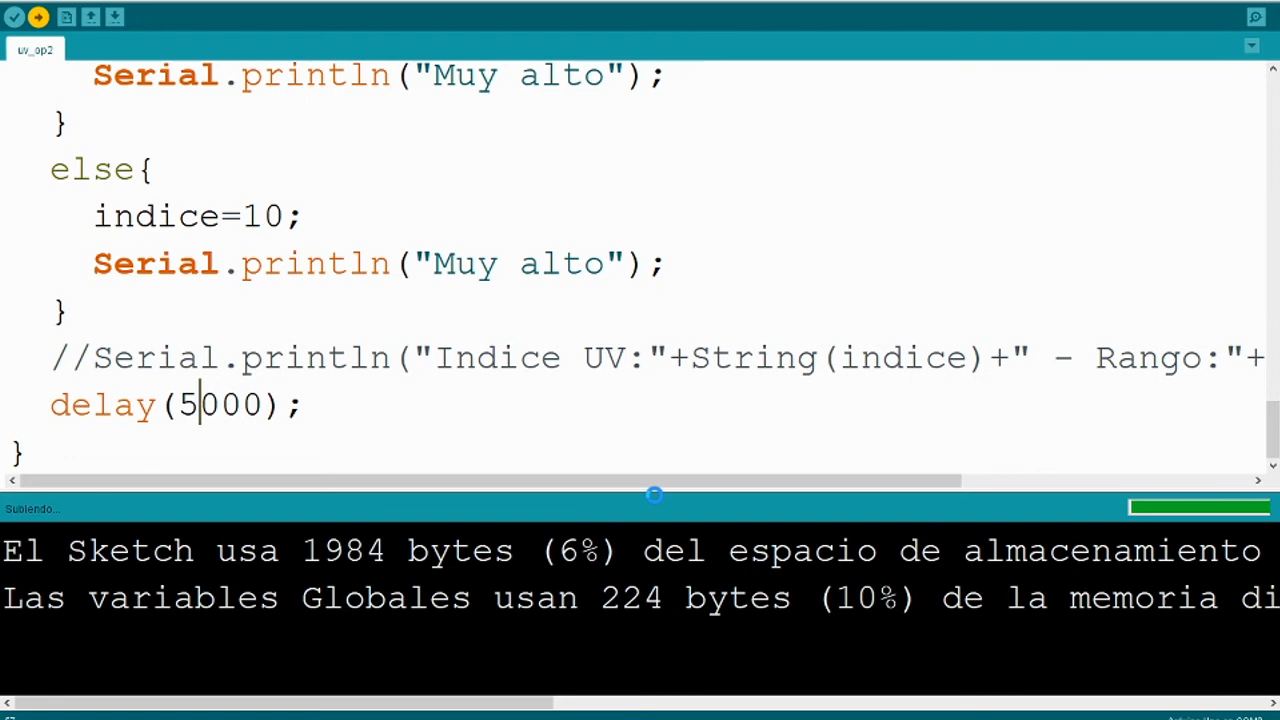 uv_op2
Serial.println("Muy alto");
}
else{
indice=10;
Serial.println("Muy alto");
}
//Serial.println("Indice UV:"+String(indice)+" - Rango:"+
delay(5000);
}
Subiendo...
El Sketch usa 1984 bytes (6%) del espacio de almacenamiento
Las variables Globales usan 224 bytes (10%) de la memoria di